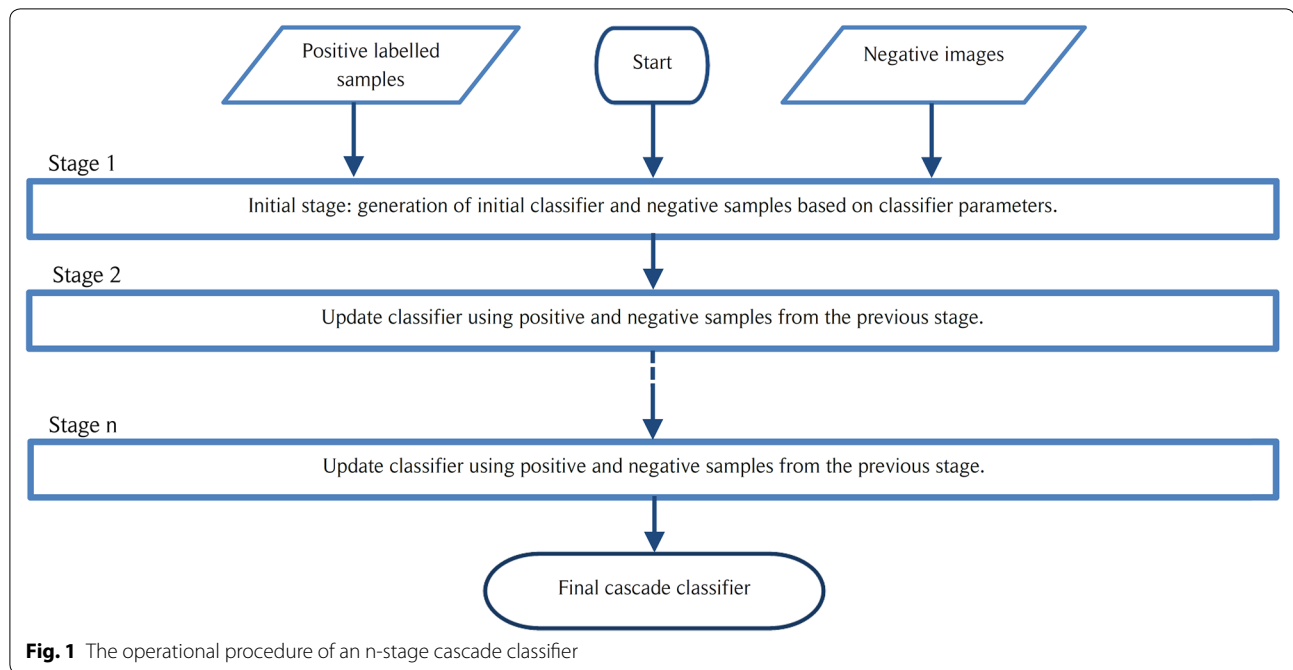 Positive labelled
samples
Start
Negative images
Stage 1
Initial stage: generation of initial classifier and negative samples based on classifier parameters.
Stage 2
Update classifier using positive and negative samples from the previous stage.
Stage n
Update classifier using positive and negative samples from the previous stage.
Final cascade classifier
Fig. 1 The operational procedure of an n-stage cascade classifier